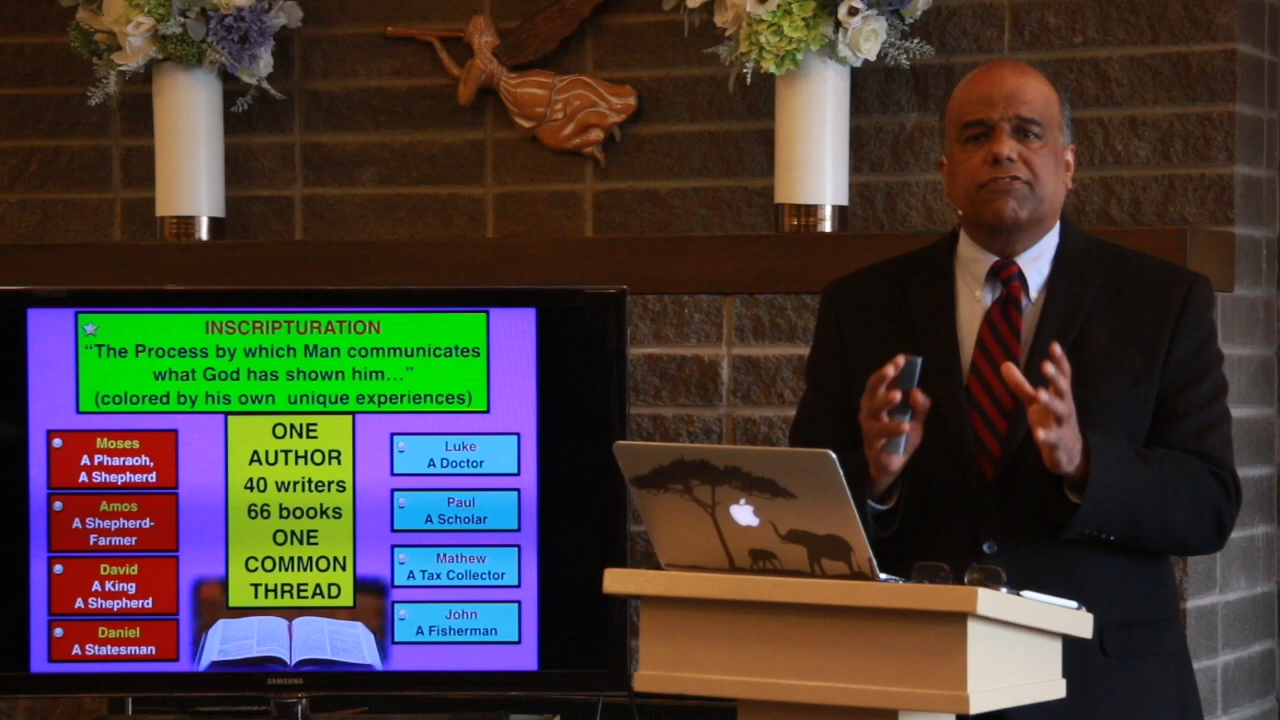 INSCRIPTURATION
“The Process by which Man communicates
what God has shown him...”
(colored by his own unique experiences)
Moses
A Pharaoh,
A Shepherd
Amos
A Shepherd-
Farmer
David
A King
A Shepherd
Daniel
A Statesman
ONE
AUTHOR
40 writers
66 books
ONE
COMMON
THREAD
Luke
A Doctor
Paul
A Scholar
Mathew
A Tax Collector
John
A Fisherman
SAMSUNG